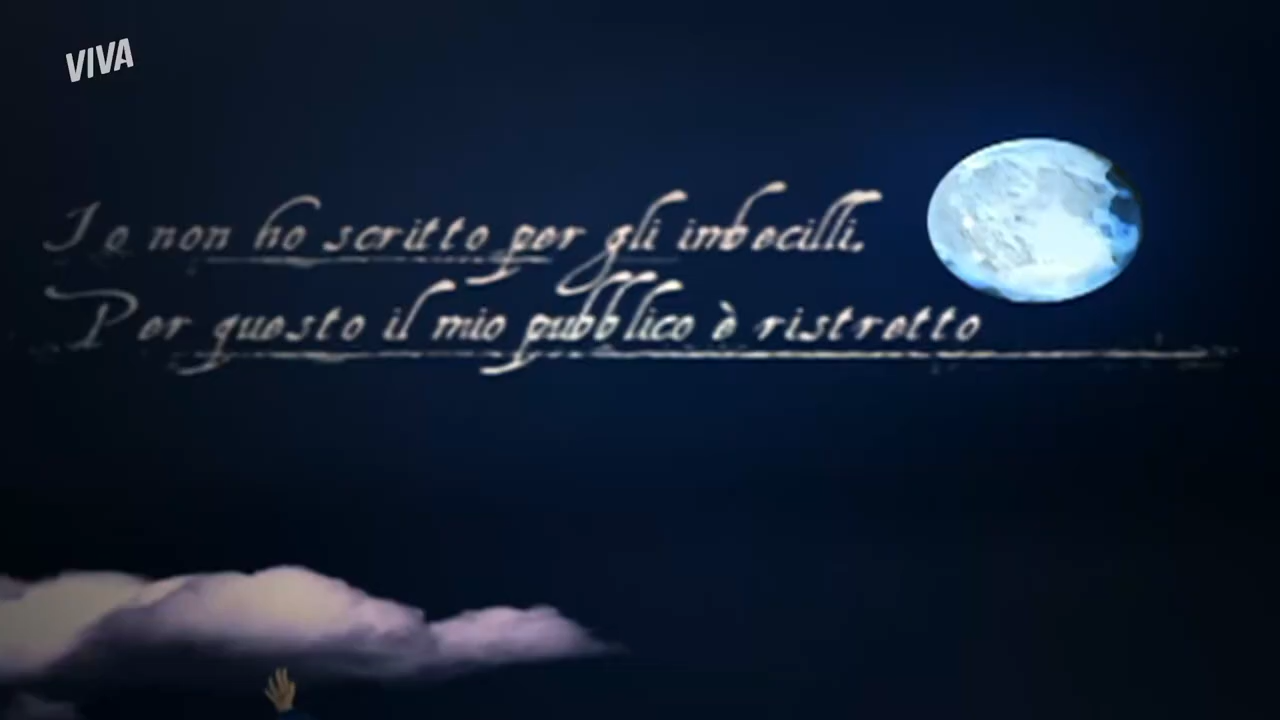 VIVA
Io non ho scritto per gli imbecilli.
Per questo il mio pubblico è ristretto